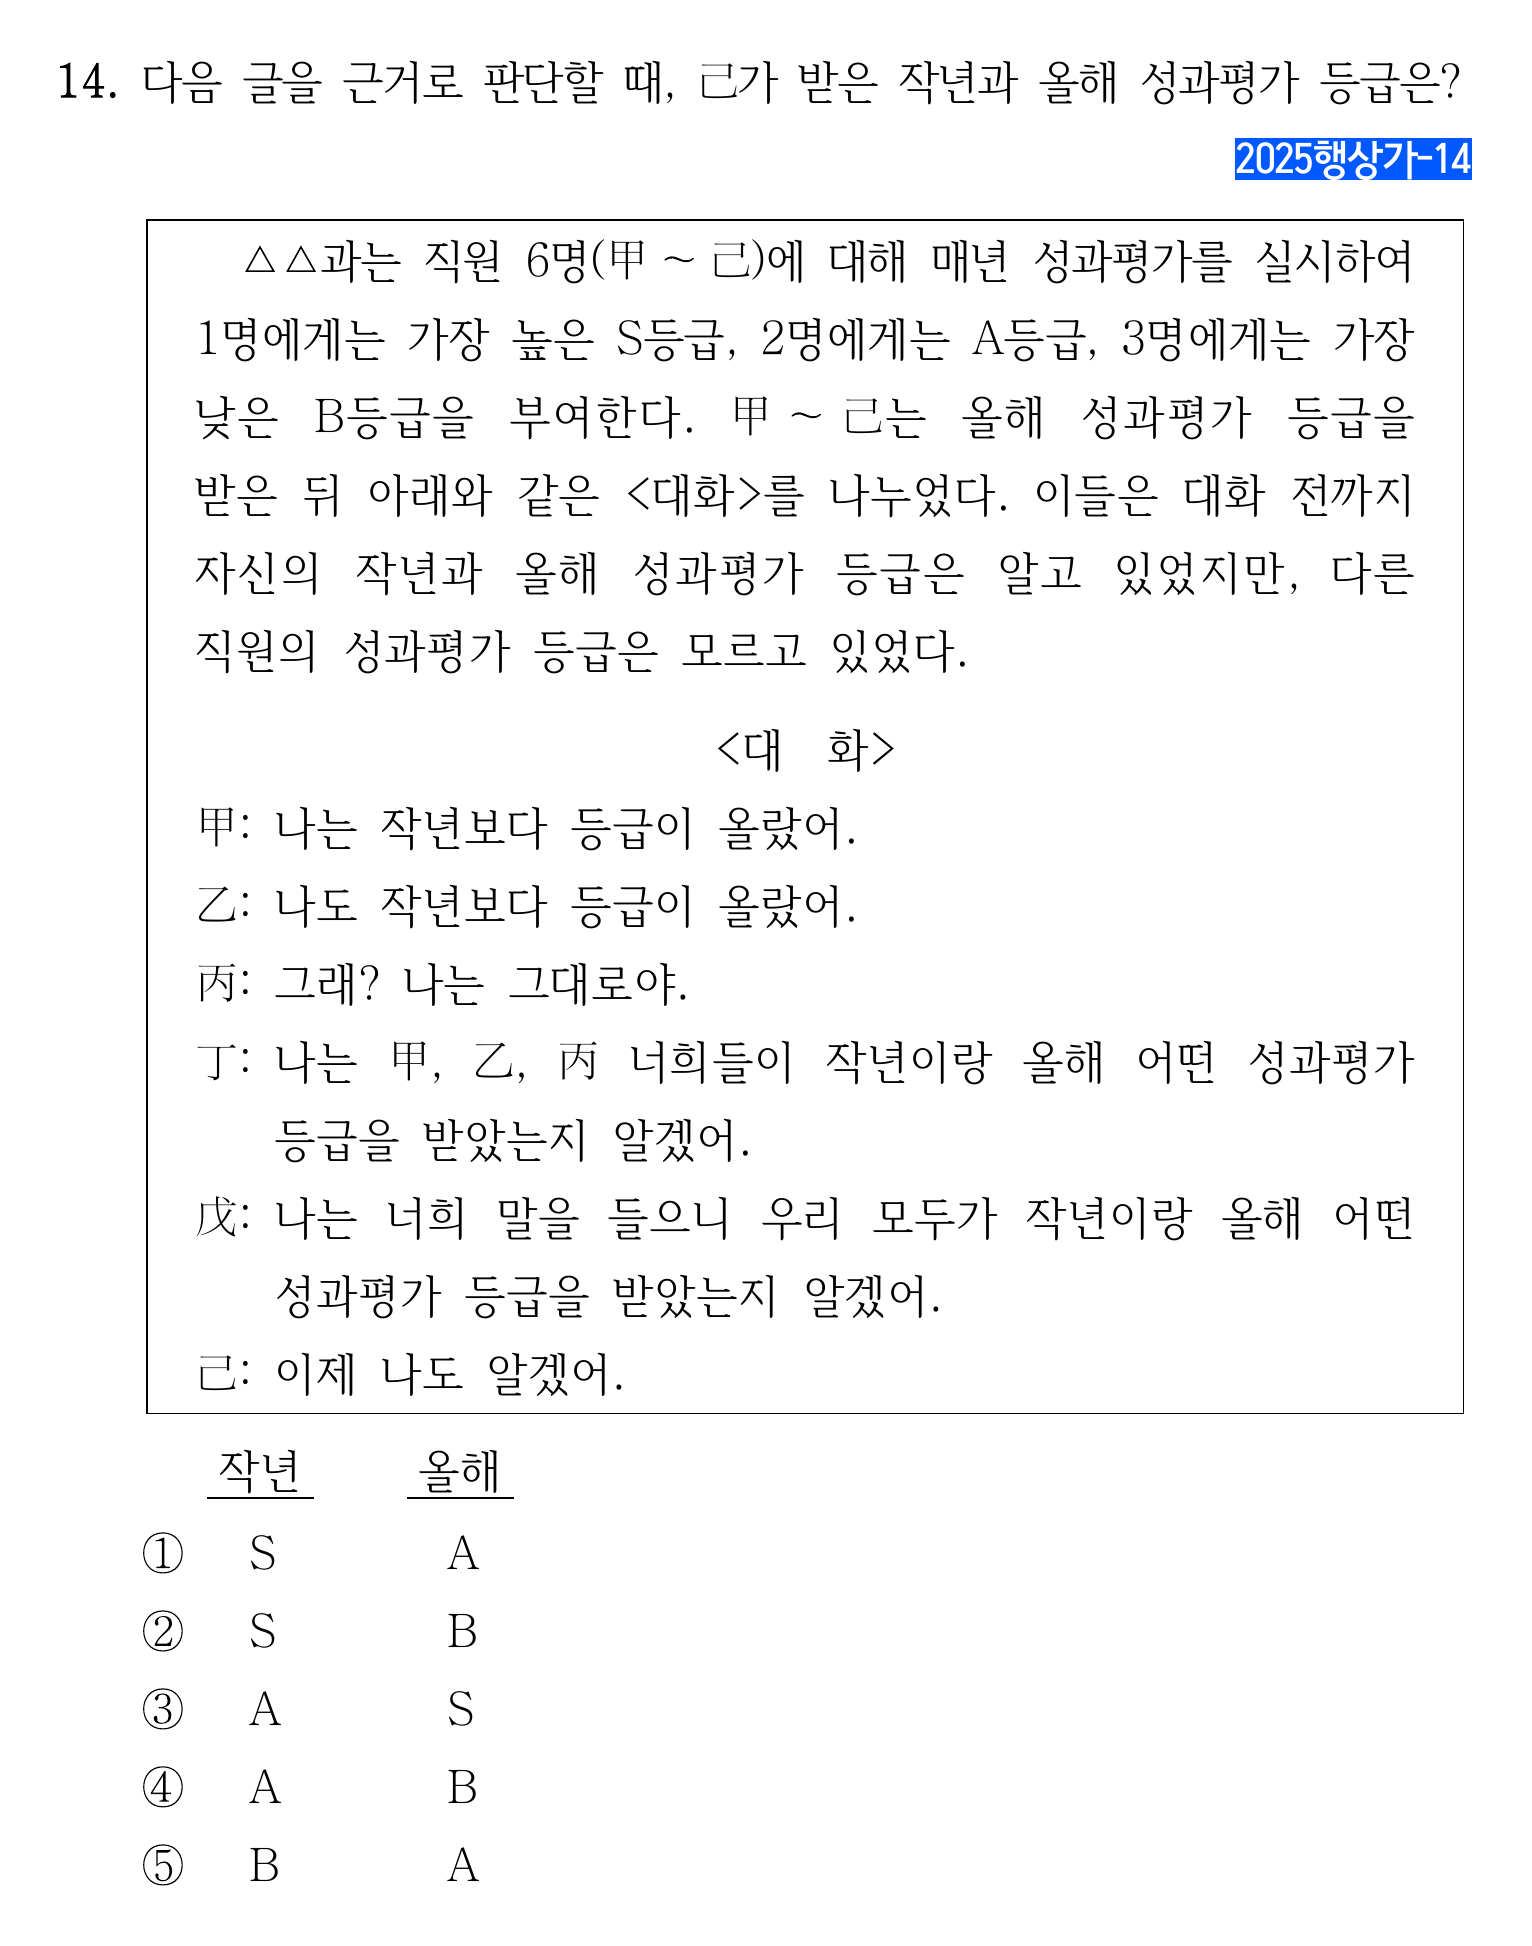 14. 다음 글을 근거로 판단할 때, 己가 받은 작년과 올해 성과평가 등급은?
2025행상가-14
△△과는 직원 6명(甲 ~ 己)에 대해 매년 성과평가를 실시하여
1명에게는 가장 높은 S등급, 2명에게는 A등급, 3명에게는 가장
낮은 B등급을 부여한다. 甲 ~ 己는 올해 성과평가 등급을
받은 뒤 아래와 같은 <대화>를 나누었다. 이들은 대화 전까지
자신의 작년과 올해 성과평가 등급은 알고 있었지만, 다른
직원의 성과평가 등급은 모르고 있었다.
<대 화>
甲: 나는 작년보다 등급이 올랐어.
乙: 나도 작년보다 등급이 올랐어.
丙: 그래? 나는 그대로야.
丁: 나는 甲, 乙, 丙 너희들이 작년이랑 올해 어떤 성과평가
등급을 받았는지 알겠어.
戊: 나는 너희 말을 들으니 우리 모두가 작년이랑 올해 어떤
성과평가 등급을 받았는지 알겠어.
己: 이제 나도 알겠어.
작년 올해
① S A
② S B
③ A S
④ A B
⑤ B A